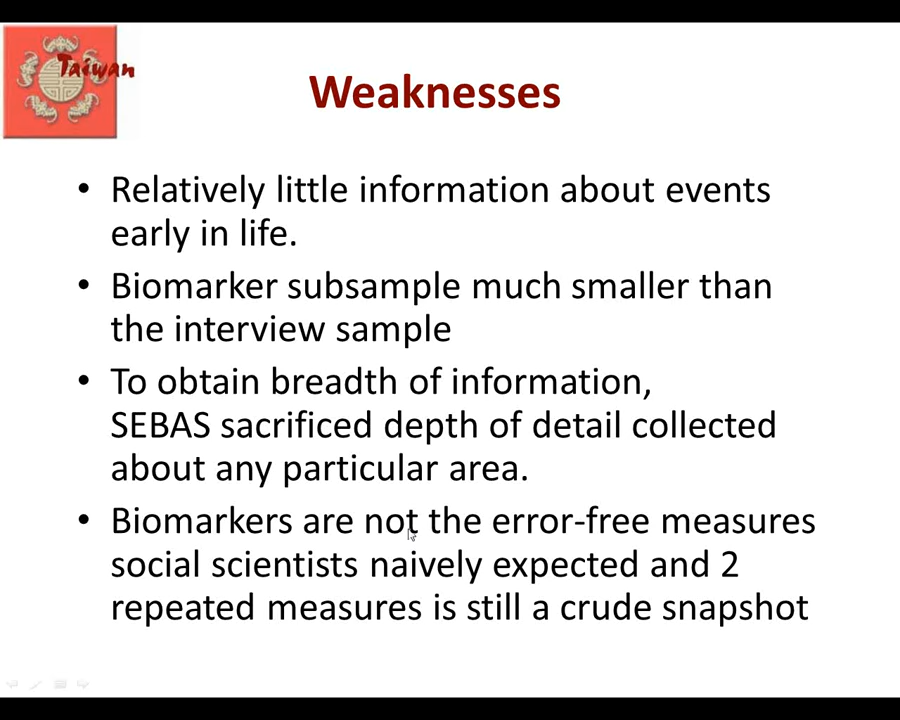 Taiwan
Weaknesses
• Relatively little information about events
early in life.
• Biomarker subsample much smaller than
the interview sample
• To obtain breadth of information,
SEBAS sacrificed depth of detail collected
about any particular area.
• Biomarkers are not the error-free measures
social scientists naively expected and 2
repeated measures is still a crude snapshot